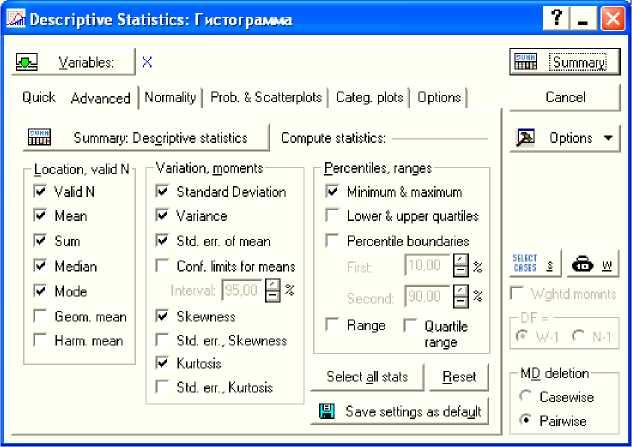 Descriptive Statistics: Гистограмма
Variables: X
Summary
Cancel
Options
Quick Advanced Normality Prob. & Scatterplots Categ. plots Options
Summary: Descriptive statistics
Compute statistics:
Location, valid N
Valid N
Mean
Sum
Median
Mode
Geom. mean
Harm. mean
Variation, moments
Standard Deviation
Variance
Std. err. of mean
Conf. limits for means
Interval: 95,00 %
Skewness
Std. err., Skewness
Kurtosis
Std. err., Kurtosis
Percentiles, ranges
Minimum & maximum
Lower & upper quartiles
Percentile boundaries
First: 10,00 %
Second: 90,00 %
Range
Quartile
range
Select all stats
Reset
Save settings as default
SELECT
CASES S
W
Wghtd momnts
DF =
W-1 N-1
MD deletion
Casewise
Pairwise